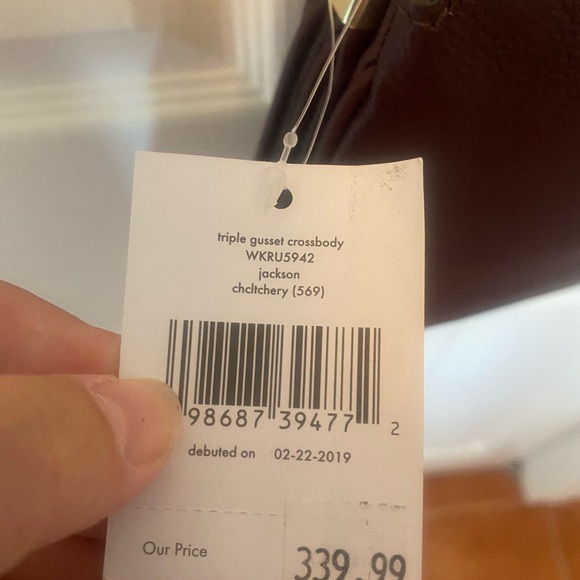 triple gusset crossbody
WKRU5942
jackson
chcltchery (569)
98687 39477 2
debuted on 02-22-2019
Our Price
339.99